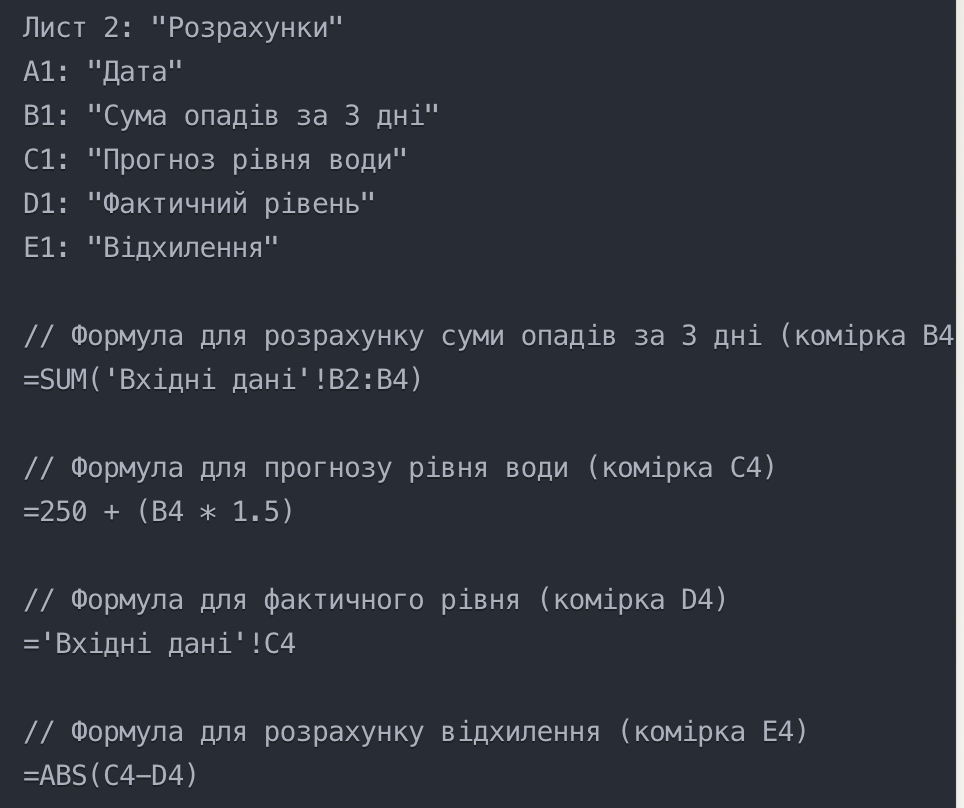 Лист 2: "Розрахунки"
A1: "Дата"
B1: "Сума опадів за 3 дні"
C1: "Прогноз рівня води"
D1: "Фактичний рівень"
E1: "Відхилення"
// Формула для розрахунку суми опадів за 3 дні (комірка B4
=SUM('Вхідні дані'!B2:B4)
// Формула для прогнозу рівня води (комірка C4)
=250 + (B4 * 1.5)
// Формула для фактичного рівня (комірка D4)
='Вхідні дані'!C4
// Формула для розрахунку відхилення (комірка E4)
=ABS(C4-D4)